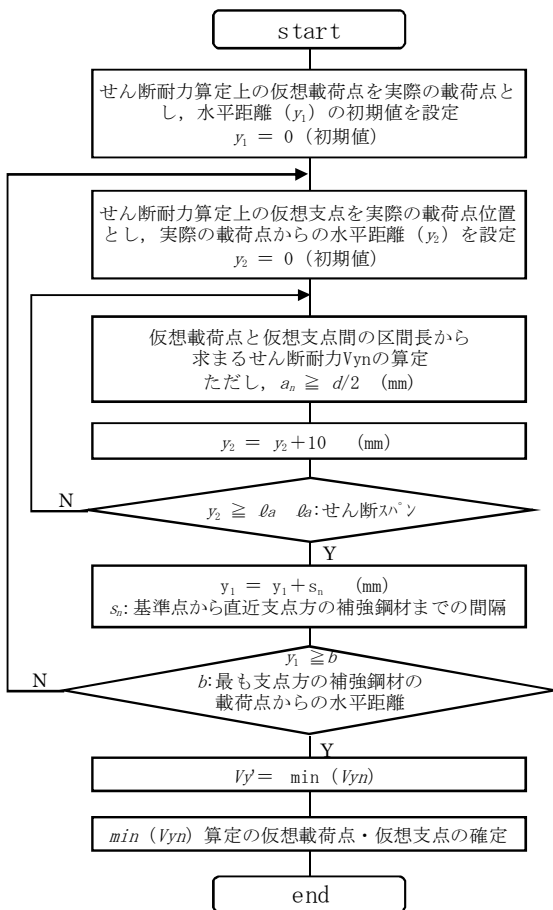 start
せん断耐力算定上の仮想載荷点を実際の載荷点と
し，水平距離（y₁）の初期値を設定
y₁ = 0（初期値）
せん断耐力算定上の仮想支点を実際の載荷点位置
とし，実際の載荷点からの水平距離（y₂）を設定
y₂ = 0（初期値）
仮想載荷点と仮想支点間の区間長から
求まるせん断耐力Vynの算定
ただし，aₙ ≧ d/2 （mm）
y₂ = y₂+10 （mm）
N
y₂ ≧ ℓa ℓa:せん断ｽﾊﾟﾝ
Y
y₁ = y₁+sₙ （mm）
sₙ:基準点から直近支点方の補強鋼材までの間隔
y₁ ≧b
N
b:最も支点方の補強鋼材の
載荷点からの水平距離
Y
Vy'= min（Vyn）
min（Vyn）算定の仮想載荷点・仮想支点の確定
end